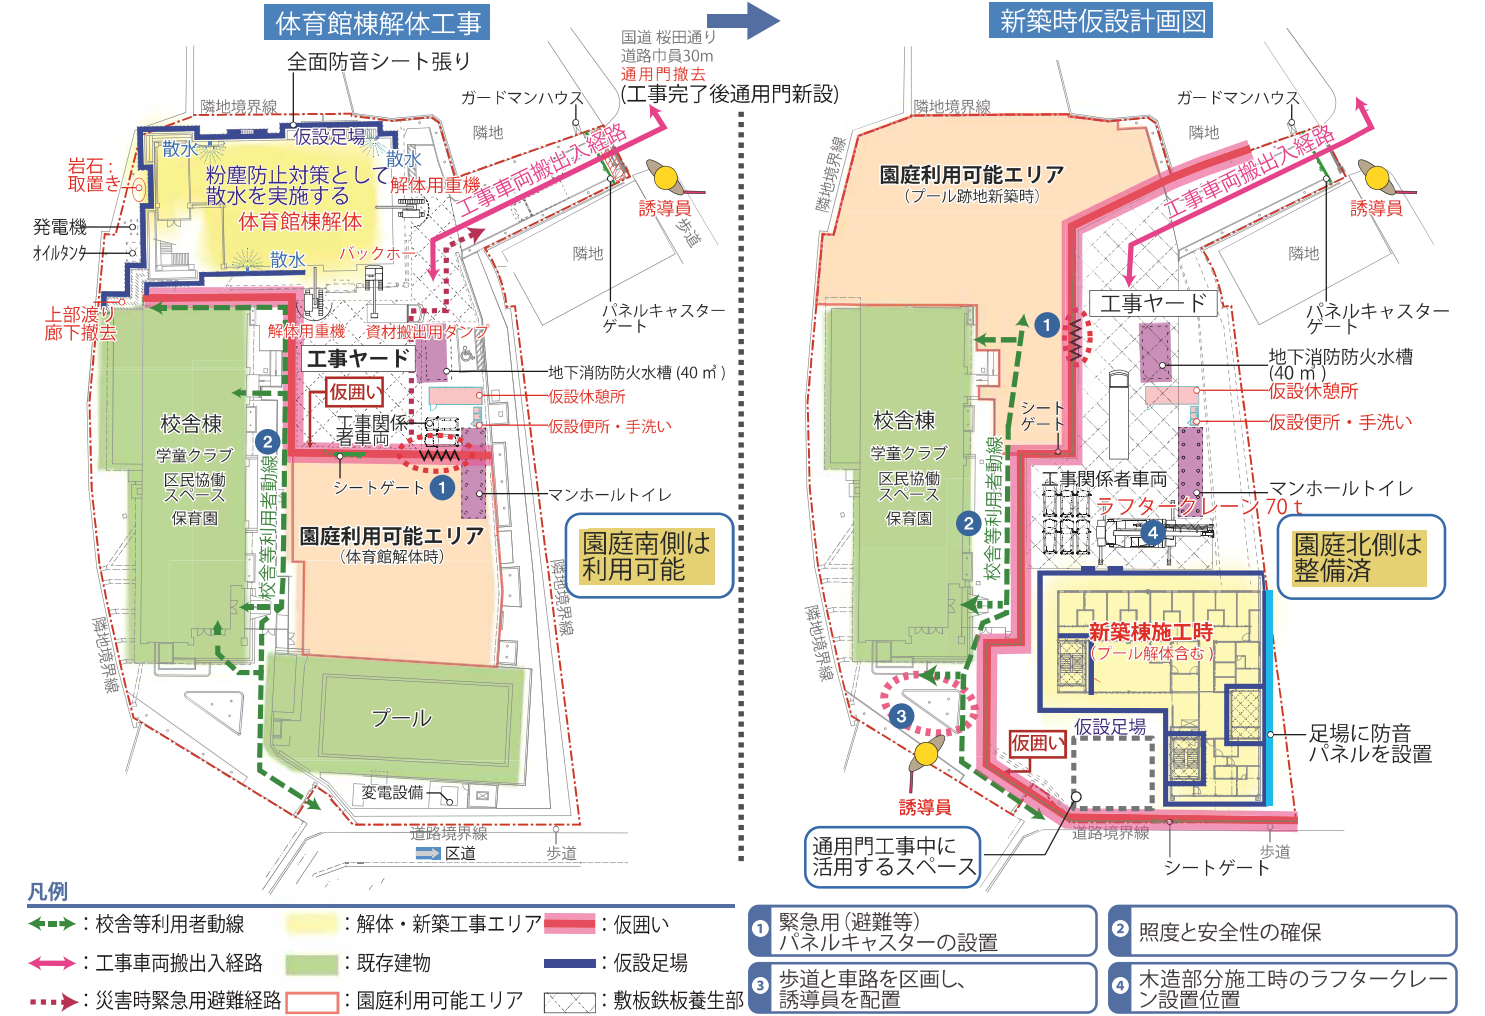 体育館棟解体工事
国道 桜田通り
道路巾員30m
通用門撤去
(工事完了後通用門新設)
全面防音シート張り
ガードマンハウス
隣地境界線
隣地
仮設足場
散水
散水
岩石:
取置き
粉塵防止対策として
散水を実施する
解体用重機
体育館棟解体
工事車両搬出入経路
誘導員
歩道
発電機
オイルタンク
散水
バックホー
隣地
上部渡り
廊下撤去
解体用重機
資材搬出用ダンプ
パネルキャスター
ゲート
工事ヤード
地下消防防火水槽 (40 ㎥ )
仮囲い
仮設休憩所
校舎棟
工事関係
者車両
仮設便所・手洗い
学童クラブ
区民協働
スペース
シートゲート
1
2
マンホールトイレ
保育園
校舎等利用者動線
園庭利用可能エリア
(体育館解体時)
園庭南側は
利用可能
隣地境界線
隣地境界線
プール
変電設備
道路境界線
区道
歩道
新築時仮設計画図
ガードマンハウス
隣地境界線
隣地
隣地境界線
園庭利用可能エリア
(プール跡地新築時)
工事車両搬出入経路
誘導員
隣地
工事ヤード
パネルキャスター
ゲート
1
地下消防防火水槽
(40 ㎥ )
仮設休憩所
シート
ゲート
校舎棟
仮設便所・手洗い
学童クラブ
区民協働
スペース
工事関係者車両
マンホールトイレ
ラフタークレーン 70 t
保育園
2
4
校舎等利用者動線
園庭北側は
整備済
隣地境界線
新築棟施工時
(プール解体含む)
3
仮設足場
仮囲い
足場に防音
パネルを設置
誘導員
通用門工事中に
活用するスペース
道路境界線
歩道
シートゲート
凡例
:校舎等利用者動線
:解体・新築工事エリア
:仮囲い
:工事車両搬出入経路
:既存建物
:仮設足場
:災害時緊急用避難経路
:園庭利用可能エリア
:敷板鉄板養生部
1 緊急用 (避難等)
パネルキャスターの設置
2 照度と安全性の確保
3 歩道と車路を区画し、
誘導員を配置
4 木造部分施工時のラフタークレー
ン設置位置